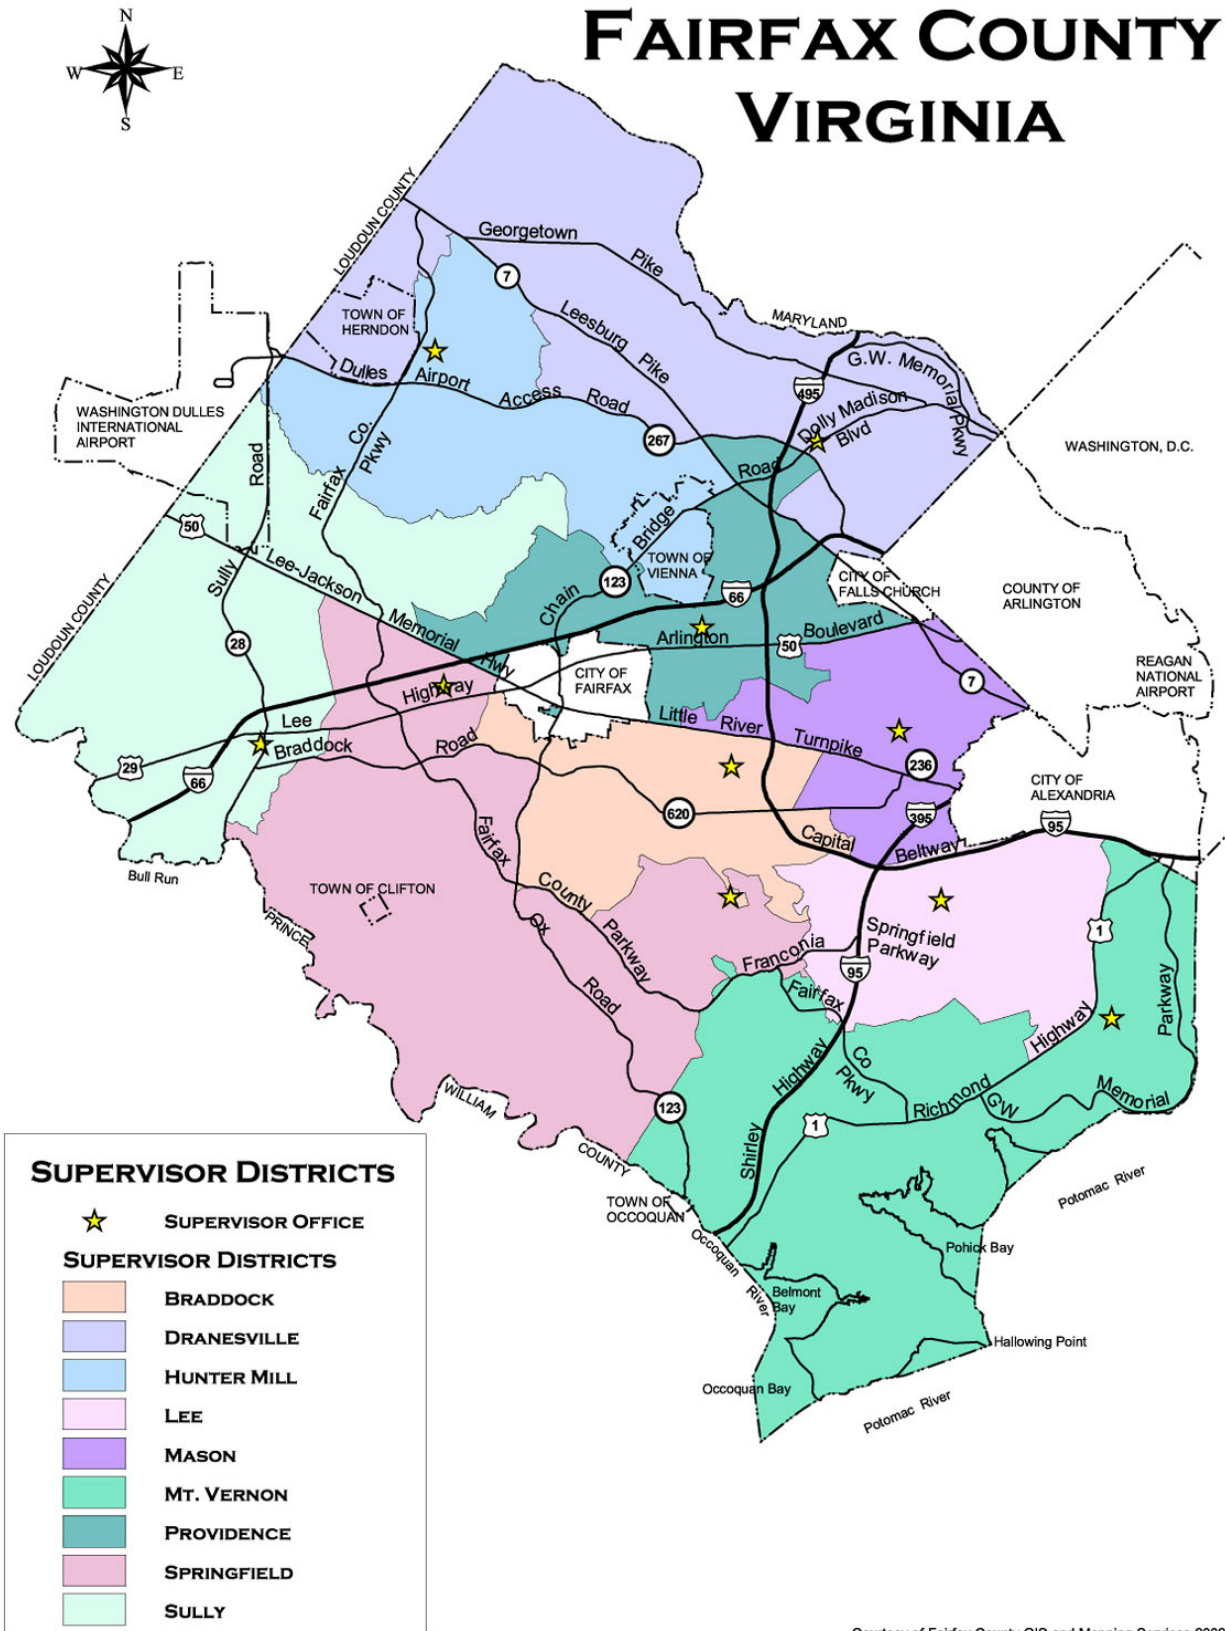 FAIRFAX COUNTY
VIRGINIA
N
W
E
S
LOUDOUN COUNTY
Georgetown
Pike
7
Leesburg
Pike
MARYLAND
TOWN OF
HERNDON
G.W. Memorial
Pkwy
Dulles
Airport
Access
Road
495
Dolly Madison
Blvd
WASHINGTON DULLES
INTERNATIONAL
AIRPORT
Road
Fairfax
Co.
Pkwy
267
Road
WASHINGTON, D.C.
50
Sully
Lee-Jackson
Memorial
Hwy
Bridge
Chain
123
TOWN OF
VIENNA
66
CITY OF
FALLS CHURCH
COUNTY OF
ARLINGTON
LOUDOUN COUNTY
28
Arlington
50
Boulevard
REAGAN
NATIONAL
AIRPORT
CITY OF
FAIRFAX
7
Lee
Highway
Little
River
Turnpike
Braddock
Road
29
66
236
CITY OF
ALEXANDRIA
620
395
95
Capital
Beltway
Fairfax
County
Parkway
Bull Run
TOWN OF CLIFTON
PRINCE
Ox
Road
Springfield
Parkway
Franconia
1
95
Fairfax
Co
Pkwy
Parkway
Highway
Richmond
GW
Memorial
Highway
Shirley
WILLIAM
123
1
COUNTY
TOWN OF
OCCOQUAN
Potomac River
Occoquan
River
Pohick Bay
Belmont
Bay
Hallowing Point
Occoquan Bay
Potomac River
SUPERVISOR DISTRICTS
SUPERVISOR OFFICE
SUPERVISOR DISTRICTS
BRADDOCK
DRANESVILLE
HUNTER MILL
LEE
MASON
MT. VERNON
PROVIDENCE
SPRINGFIELD
SULLY